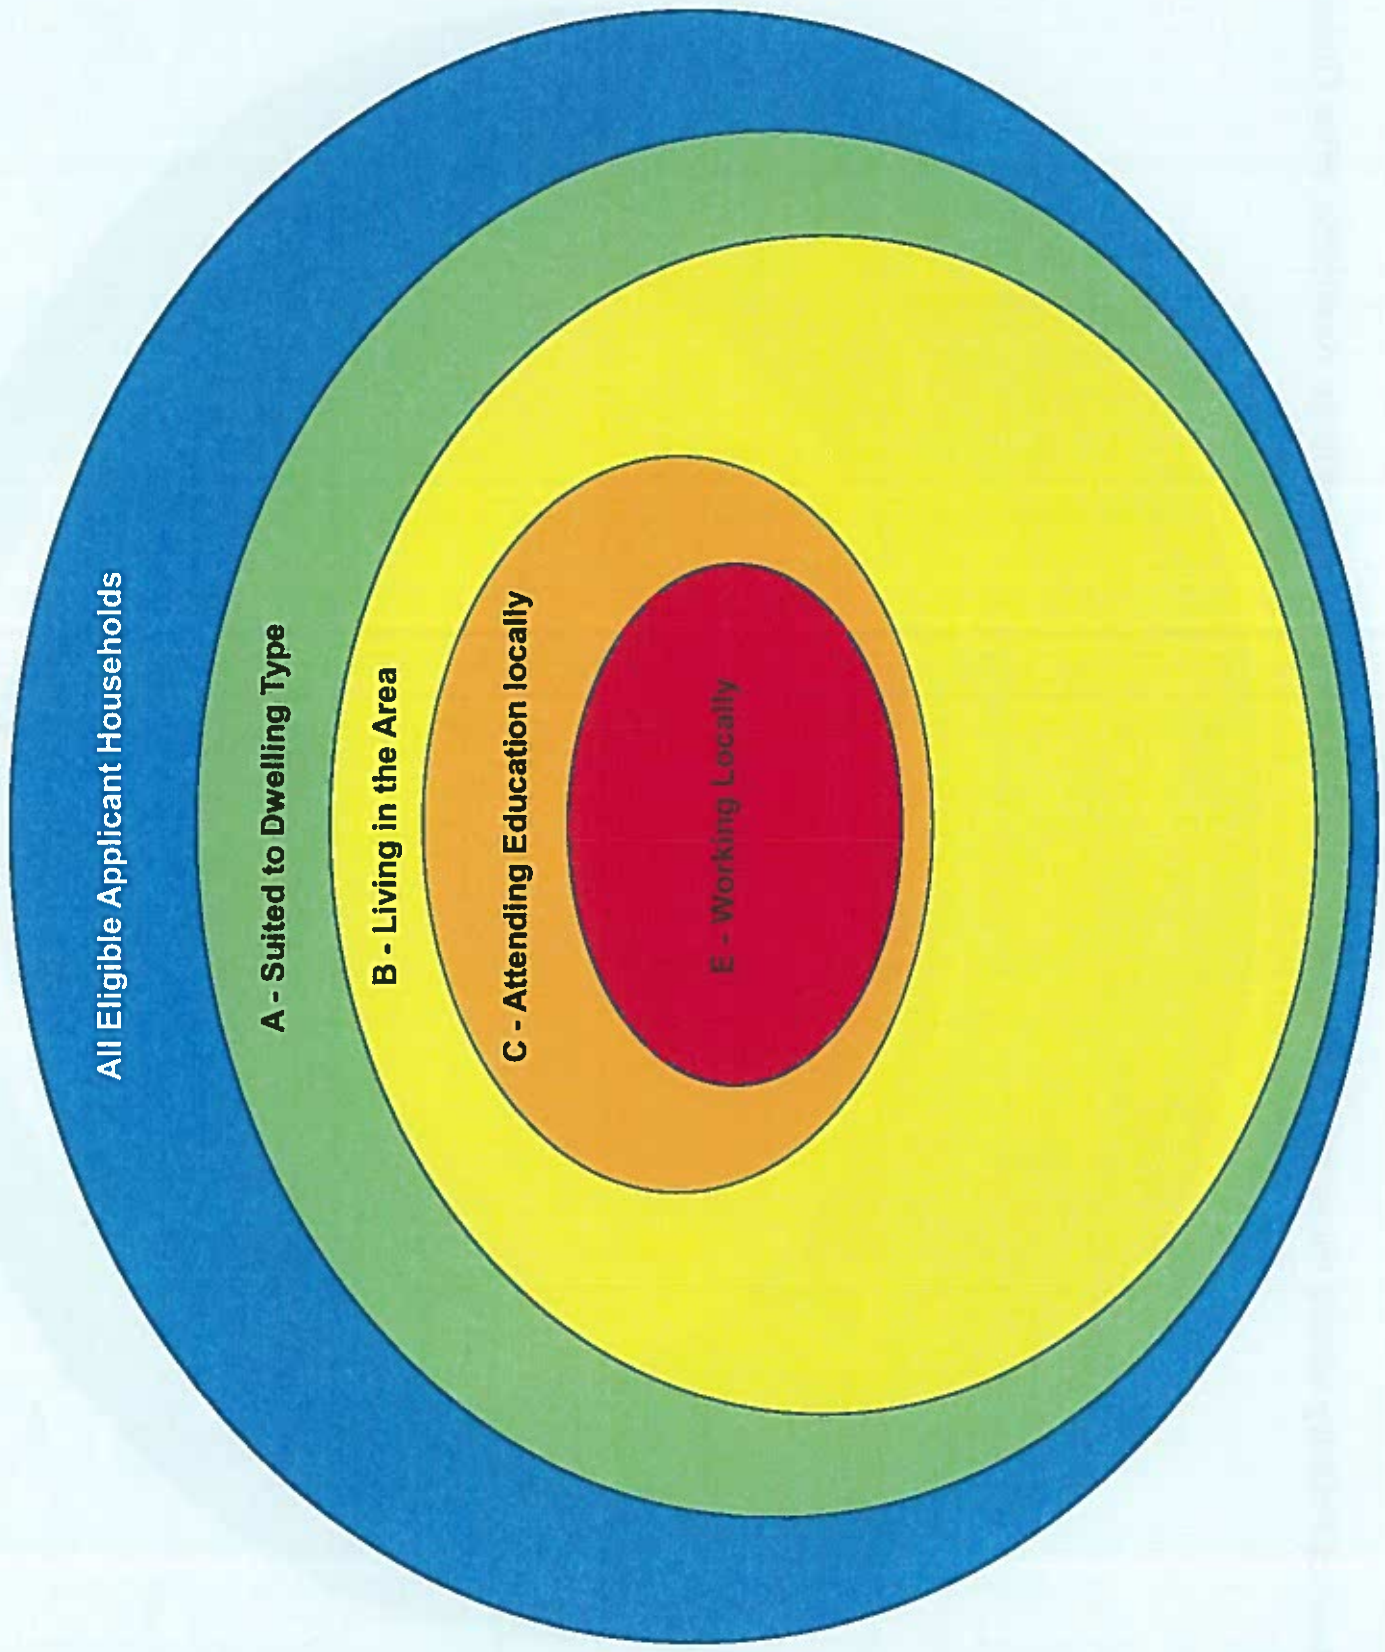 All Eligible Applicant Households
A - Suited to Dwelling Type
B - Living in the Area
C - Attending Education locally
E - Working Locally